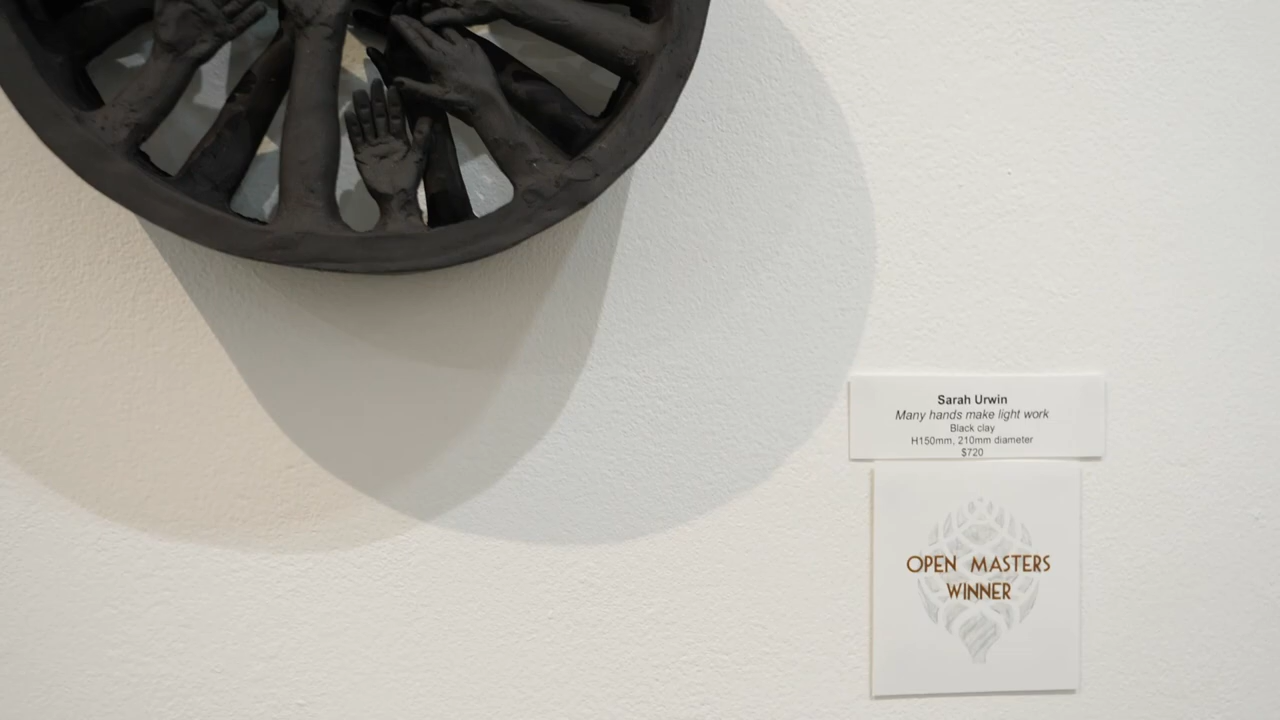 Sarah Urwin
Many hands make light work
Black clay
H150mm, 210mm diameter
$720
OPEN MASTERS
WINNER